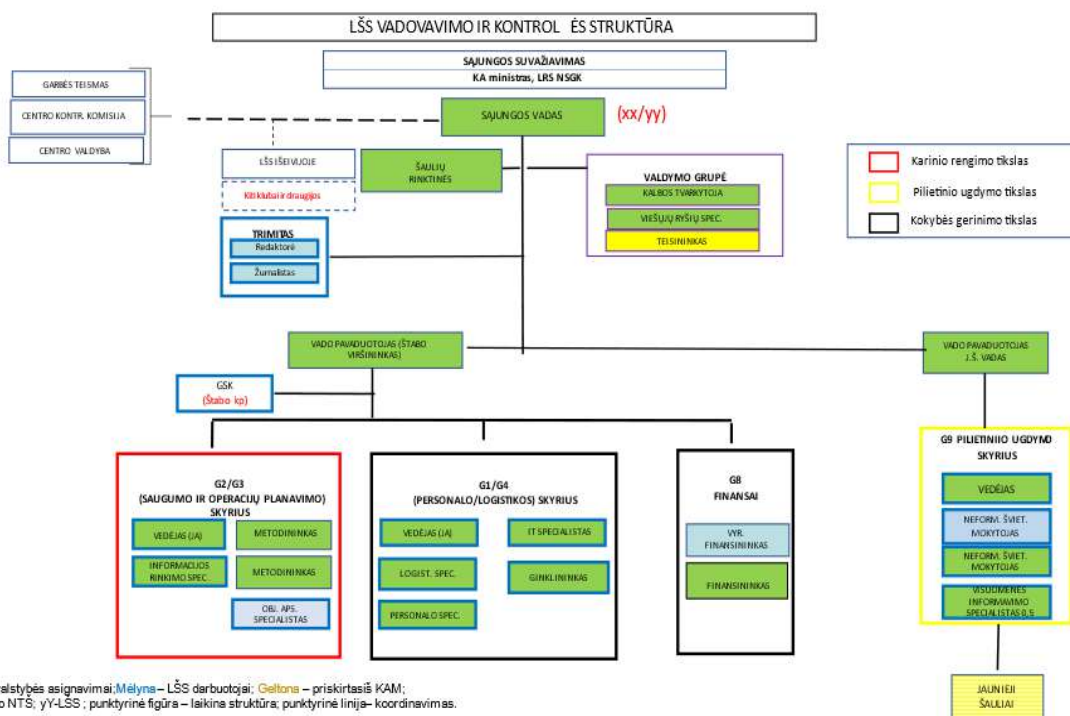 LŠS VADOVAVIMO IR KONTROL ĖS STRUKTŪRA
SĄJUNGOS SUVAŽIAVIMAS
KA ministras, LRS NSGK
GARBĖS TEISMAS
CENTRO KONTR. KOMISIJA
CENTRO VALDYBA
SĄJUNGOS VADAS
(xx/yy)
LŠS IŠEIVIJOJE
Kiti klubai ir draugijos
ŠAULIŲ
RINKTINĖS
VALDYMO GRUPĖ
KALBOS TVARKYTOJA
VIEŠŲJŲ RYŠIŲ SPEC.
TEISININKAS
Karinio rengimo tikslas
Pilietinio ugdymo tikslas
Kokybės gerinimo tikslas
TRIMITAS
Redaktorė
Žurnalistas
VADO PAVADUOTOJAS (ŠTABO
VIRŠININKAS)
VADO PAVADUOTOJAS
J.Š. VADAS
GSK
(Štabo kp)
G2/G3
(SAUGUMO IR OPERACIJŲ PLANAVIMO)
SKYRIUS
VEDĖJAS (JA)
METODININKAS
INFORMACIJOS
RINKIMO SPEC.
METODININKAS
OBJ. APS.
SPECIALISTAS
G1/G4
(PERSONALO/LOGISTIKOS) SKYRIUS
VEDĖJAS (JA)
IT SPECIALISTAS
LOGIST. SPEC.
GINKLININKAS
PERSONALO SPEC.
G8
FINANSAI
VYR.
FINANSININKAS
FINANSININKAS
G9 PILIETINIIO UGDYMO
SKYRIUS
VEDĖJAS
NEFORM. ŠVIET.
MOKYTOJAS
NEFORM. ŠVIET.
MOKYTOJAS
VISUOMENĖS
INFORMAVIMO
SPECIALISTAS 0,5
JAUNIEJI
ŠAULIAI
alstybės asignavimai;Mėlyna – LŠS darbuotojai; Geltona – priskirtasiš KAM;
o NTŠ; yY-LŠS ; punktyrinė figūra – laikina struktūra; punktyrinė linija– koordinavimas.